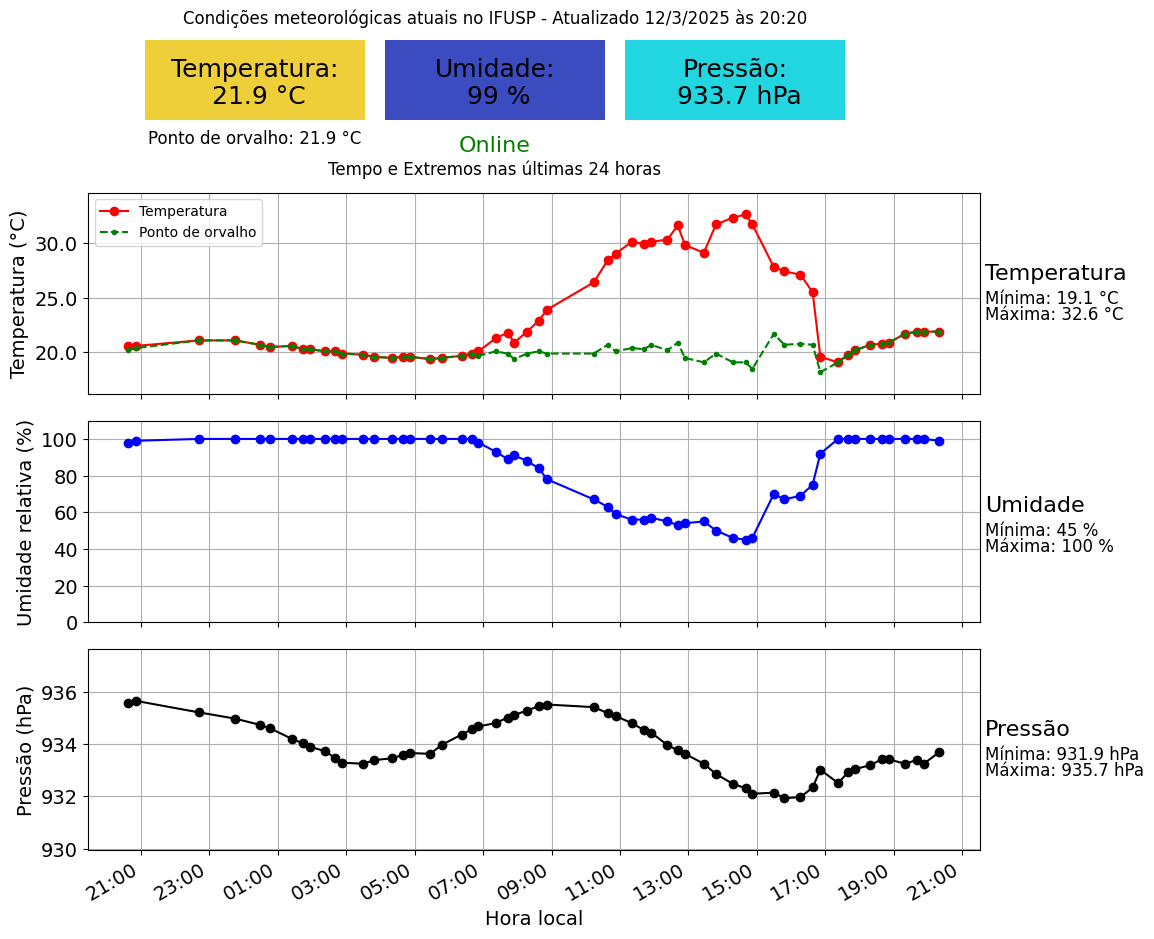 Condições meteorológicas atuais no IFUSP - Atualizado 12/3/2025 às 20:20
Temperatura:
21.9 °C
Umidade:
99 %
Pressão:
933.7 hPa
Ponto de orvalho: 21.9 °C
Online
Tempo e Extremos nas últimas 24 horas
Temperatura (°C)
30.0
25.0
20.0
Temperatura
Ponto de orvalho
Temperatura
Mínima: 19.1 °C
Máxima: 32.6 °C
Umidade relativa (%)
100
80
60
40
20
0
Umidade
Mínima: 45 %
Máxima: 100 %
Pressão (hPa)
936
934
932
930
Pressão
Mínima: 931.9 hPa
Máxima: 935.7 hPa
21:00 23:00 01:00 03:00 05:00 07:00 09:00 11:00 13:00 15:00 17:00 19:00 21:00
Hora local